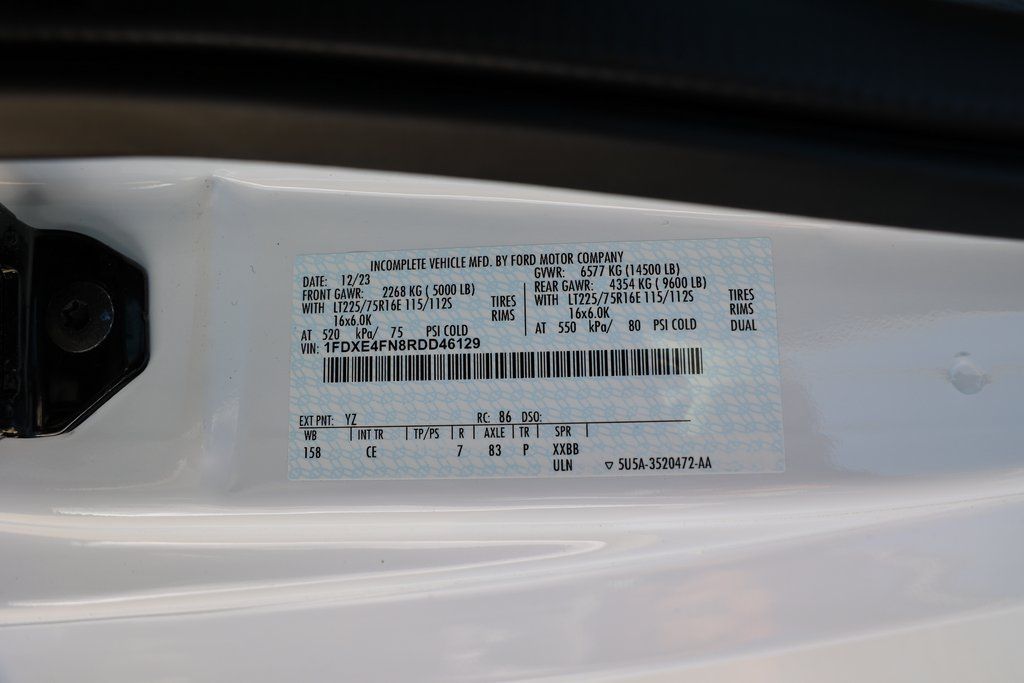 INCOMPLETE VEHICLE MFD. BY FORD MOTOR COMPANY
DATE: 12/23 GVWR: 6577 KG (14500 LB)
FRONT GAWR: 2268 KG ( 5000 LB) REAR GAWR: 4354 KG ( 9600 LB)
WITH LT225/75R16E 115/112S TIRES WITH LT225/75R16E 115/112S TIRES
16x6.0K RIMS 16x6.0K RIMS
AT 520 kPa/ 75 PSI COLD AT 550 kPa/ 80 PSI COLD DUAL
VIN: 1FDXE4FN8RDD46129
EXT PNT: YZ RC: 86 DSO:
WB INT TR TP/PS R AXLE TR SPR
158 CE 7 83 P XXBB
ULN ▽ 5U5A-3520472-AA